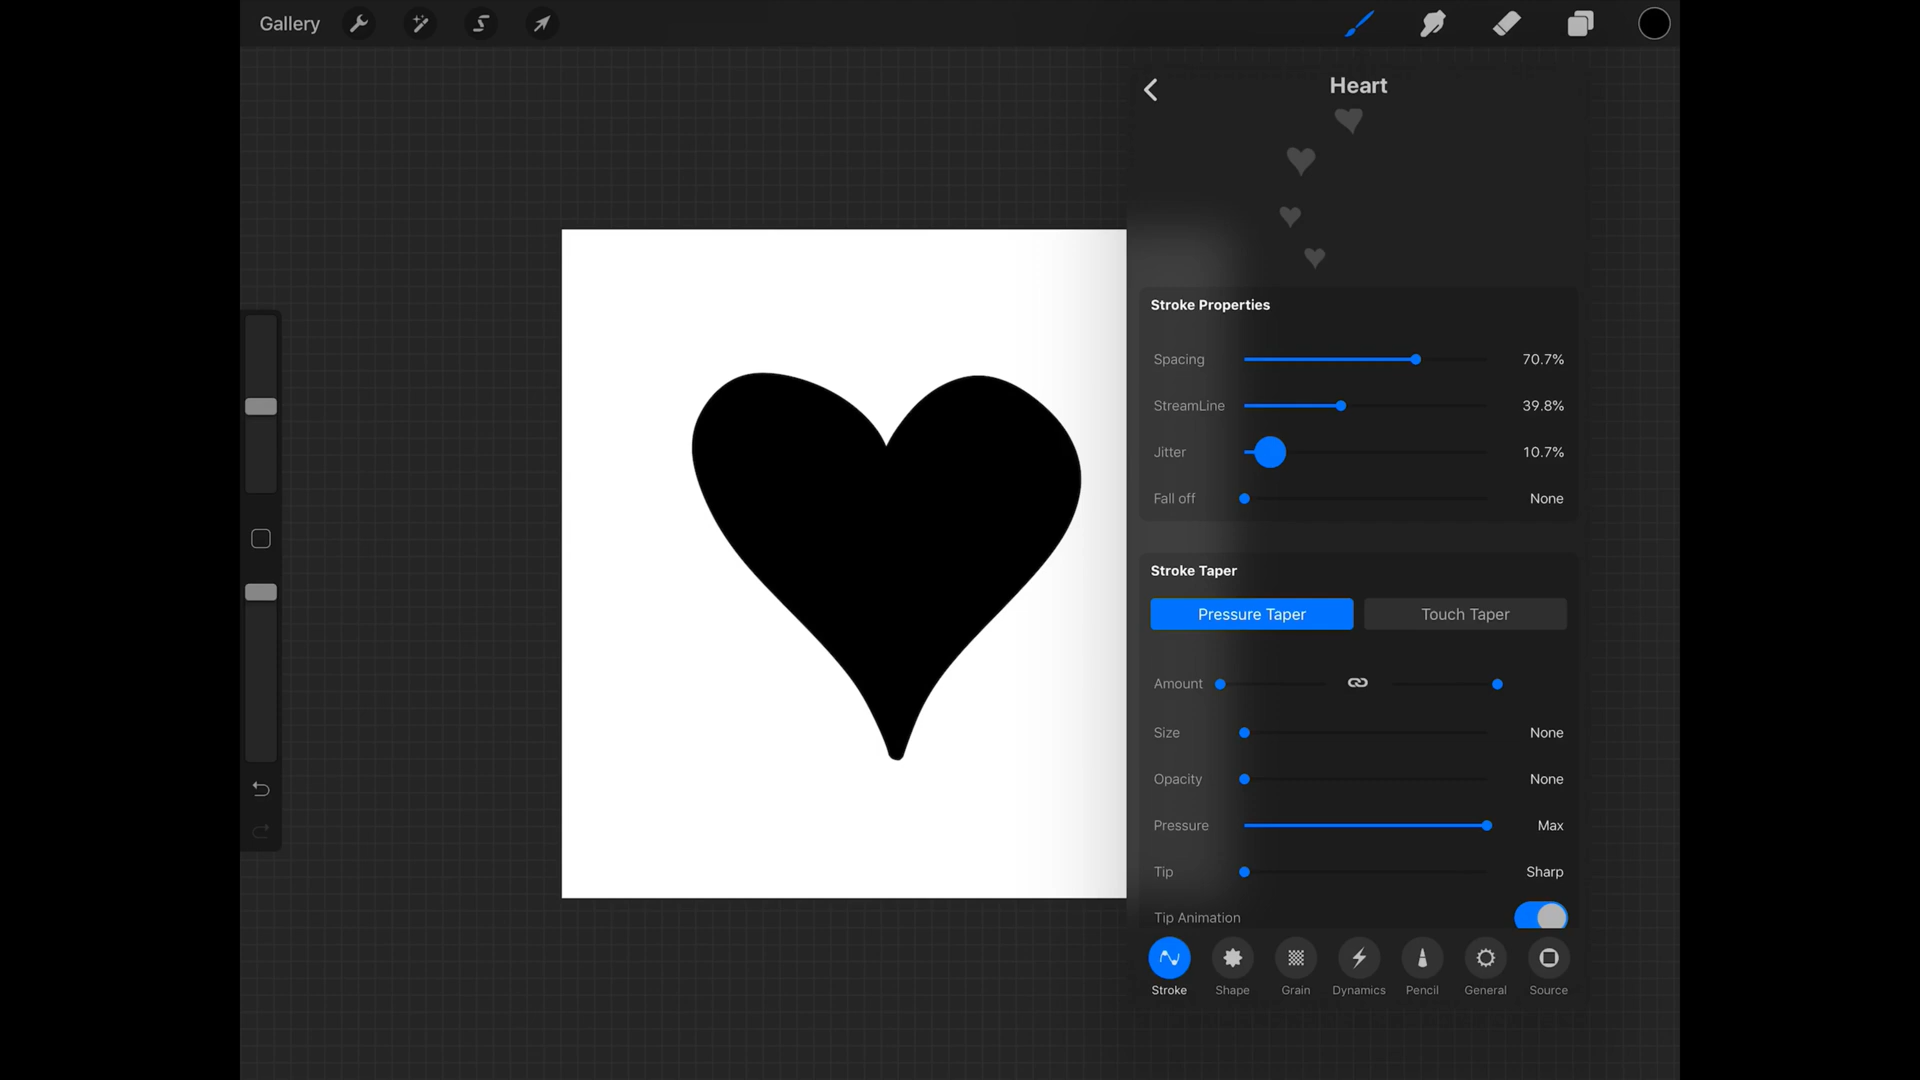 Gallery
Heart
Stroke Properties
Spacing 70.7%
StreamLine 39.8%
Jitter 10.7%
Fall off None
Stroke Taper
Pressure Taper Touch Taper
Amount
Size None
Opacity None
Pressure Max
Tip Sharp
Tip Animation
Stroke Shape Grain Dynamics Pencil General Source